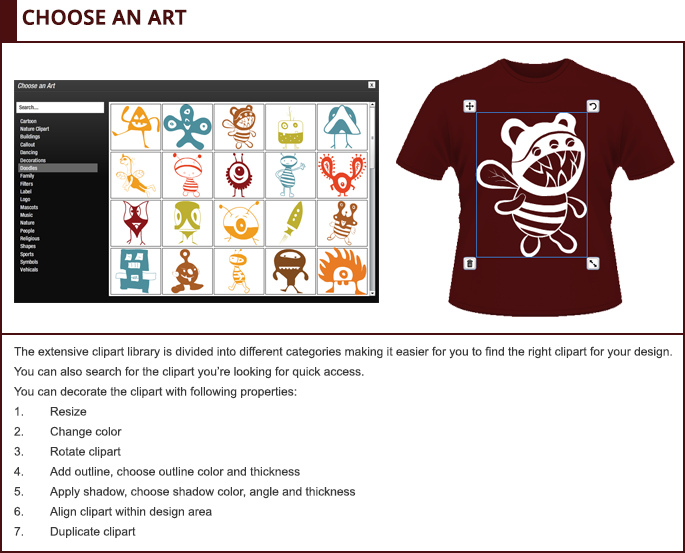 CHOOSE AN ART
Choose an Art
X
Search...
Cartoon
Nature Clipart
Buildings
Callout
Dancing
Decorations
Doodles
Family
Filters
Label
Logo
Mascots
Music
Nature
People
Religious
Shapes
Sports
Symbols
Vehicals
The extensive clipart library is divided into different categories making it easier for you to find the right clipart for your design.
You can also search for the clipart you’re looking for quick access.
You can decorate the clipart with following properties:
1. Resize
2. Change color
3. Rotate clipart
4. Add outline, choose outline color and thickness
5. Apply shadow, choose shadow color, angle and thickness
6. Align clipart within design area
7. Duplicate clipart